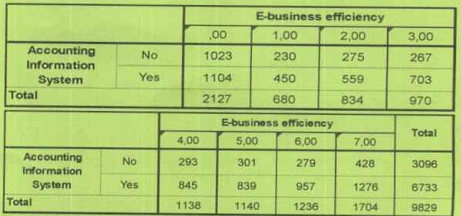 E-business efficiency
,00 1,00 2,00 3,00
Accounting Information System No 1023 230 275 267
Yes 1104 450 559 703
Total 2127 680 834 970
E-business efficiency Total
4,00 5,00 6,00 7,00
Accounting Information System No 293 301 279 428 3096
Yes 845 839 957 1276 6733
Total 1138 1140 1236 1704 9829